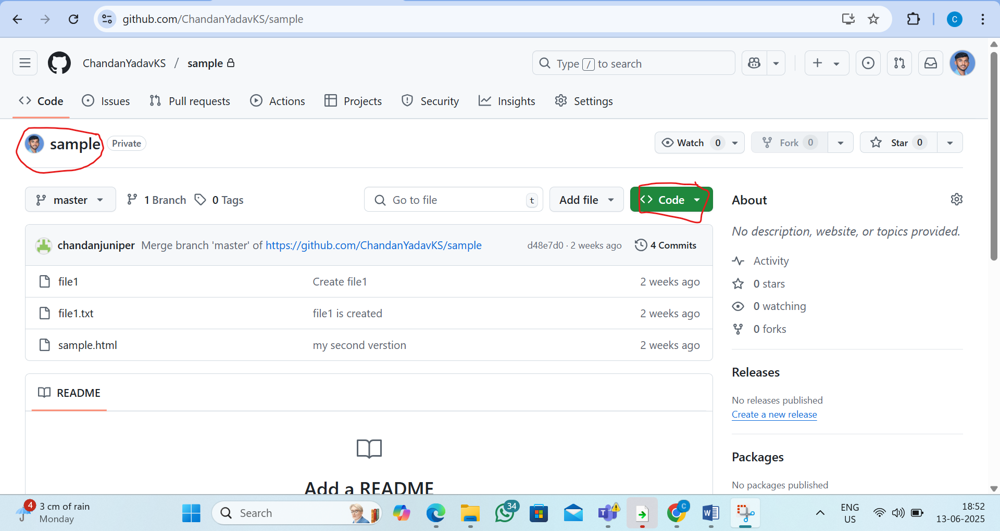 github.com/ChandanYadavKS/sample
C
ChandanYadavKS / sample
Type / to search
Code Issues Pull requests Actions Projects Security Insights Settings
sample Private
Watch 0 Fork 0 Star 0
master 1 Branch 0 Tags
Go to file t
Add file
Code
About
No description, website, or topics provided.
chandanjuniper Merge branch 'master' of https://github.com/ChandanYadavKS/sample d48e7d0 · 2 weeks ago 4 Commits
file1 Create file1 2 weeks ago
file1.txt file1 is created 2 weeks ago
sample.html my second verstion 2 weeks ago
Activity
0 stars
0 watching
0 forks
Releases
No releases published
Create a new release
README
Add a README
Packages
No packages published
4
3 cm of rain
Monday
Search
34
T
C
W
ENG
US
18:52
13-06-2025